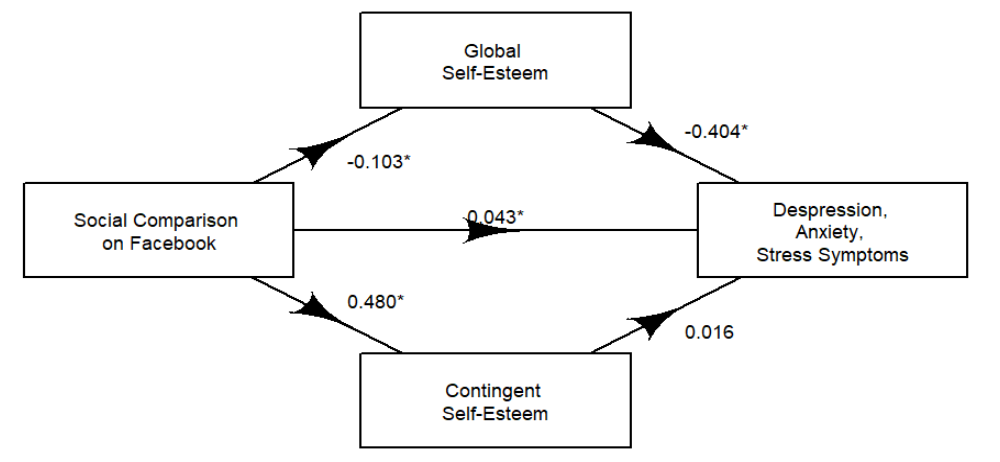 Global
Self-Esteem
-0.404*
-0.103*
Social Comparison
on Facebook
0.043*
Despression,
Anxiety,
Stress Symptoms
0.480*
0.016
Contingent
Self-Esteem